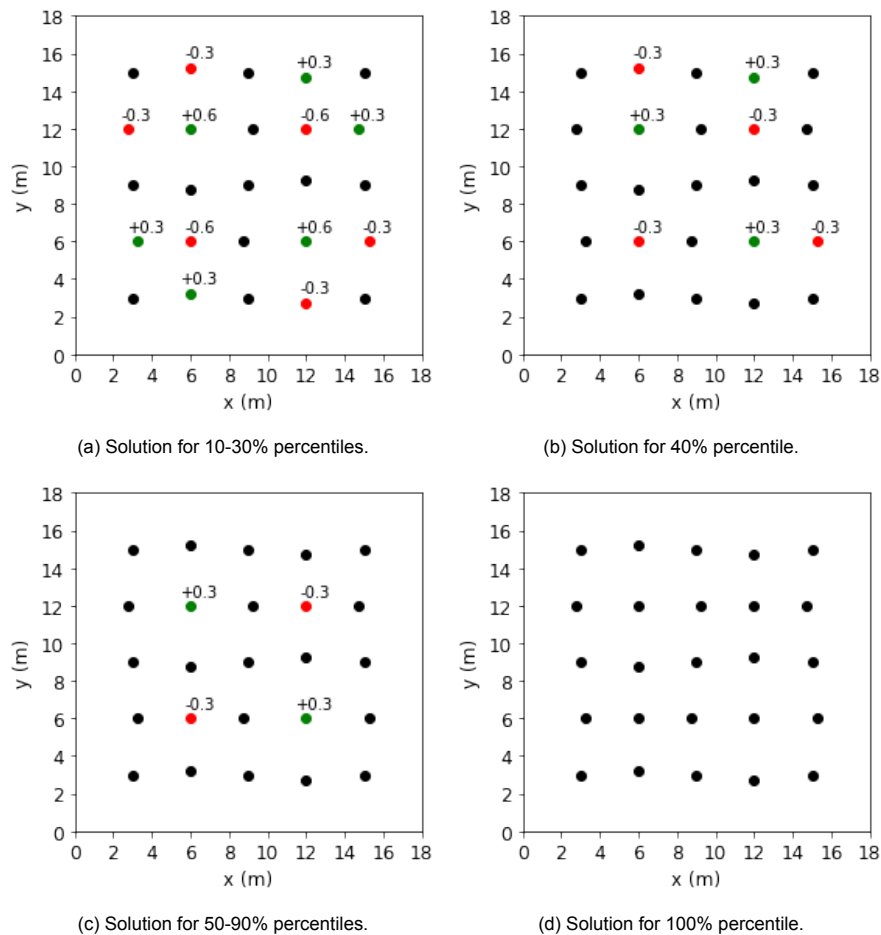 18
16
14
12
10
8
6
4
2
0
y (m)
-0.3
+0.3
-0.3 +0.6 -0.6 +0.3
+0.3 -0.6 +0.6 -0.3
+0.3 -0.3
0 2 4 6 8 10 12 14 16 18
x (m)
(a) Solution for 10-30% percentiles.
18
16
14
12
10
8
6
4
2
0
y (m)
-0.3
+0.3
+0.3 -0.3
-0.3 +0.3 -0.3
0 2 4 6 8 10 12 14 16 18
x (m)
(b) Solution for 40% percentile.
18
16
14
12
10
8
6
4
2
0
y (m)
+0.3 -0.3
-0.3 +0.3
0 2 4 6 8 10 12 14 16 18
x (m)
(c) Solution for 50-90% percentiles.
18
16
14
12
10
8
6
4
2
0
y (m)
0 2 4 6 8 10 12 14 16 18
x (m)
(d) Solution for 100% percentile.